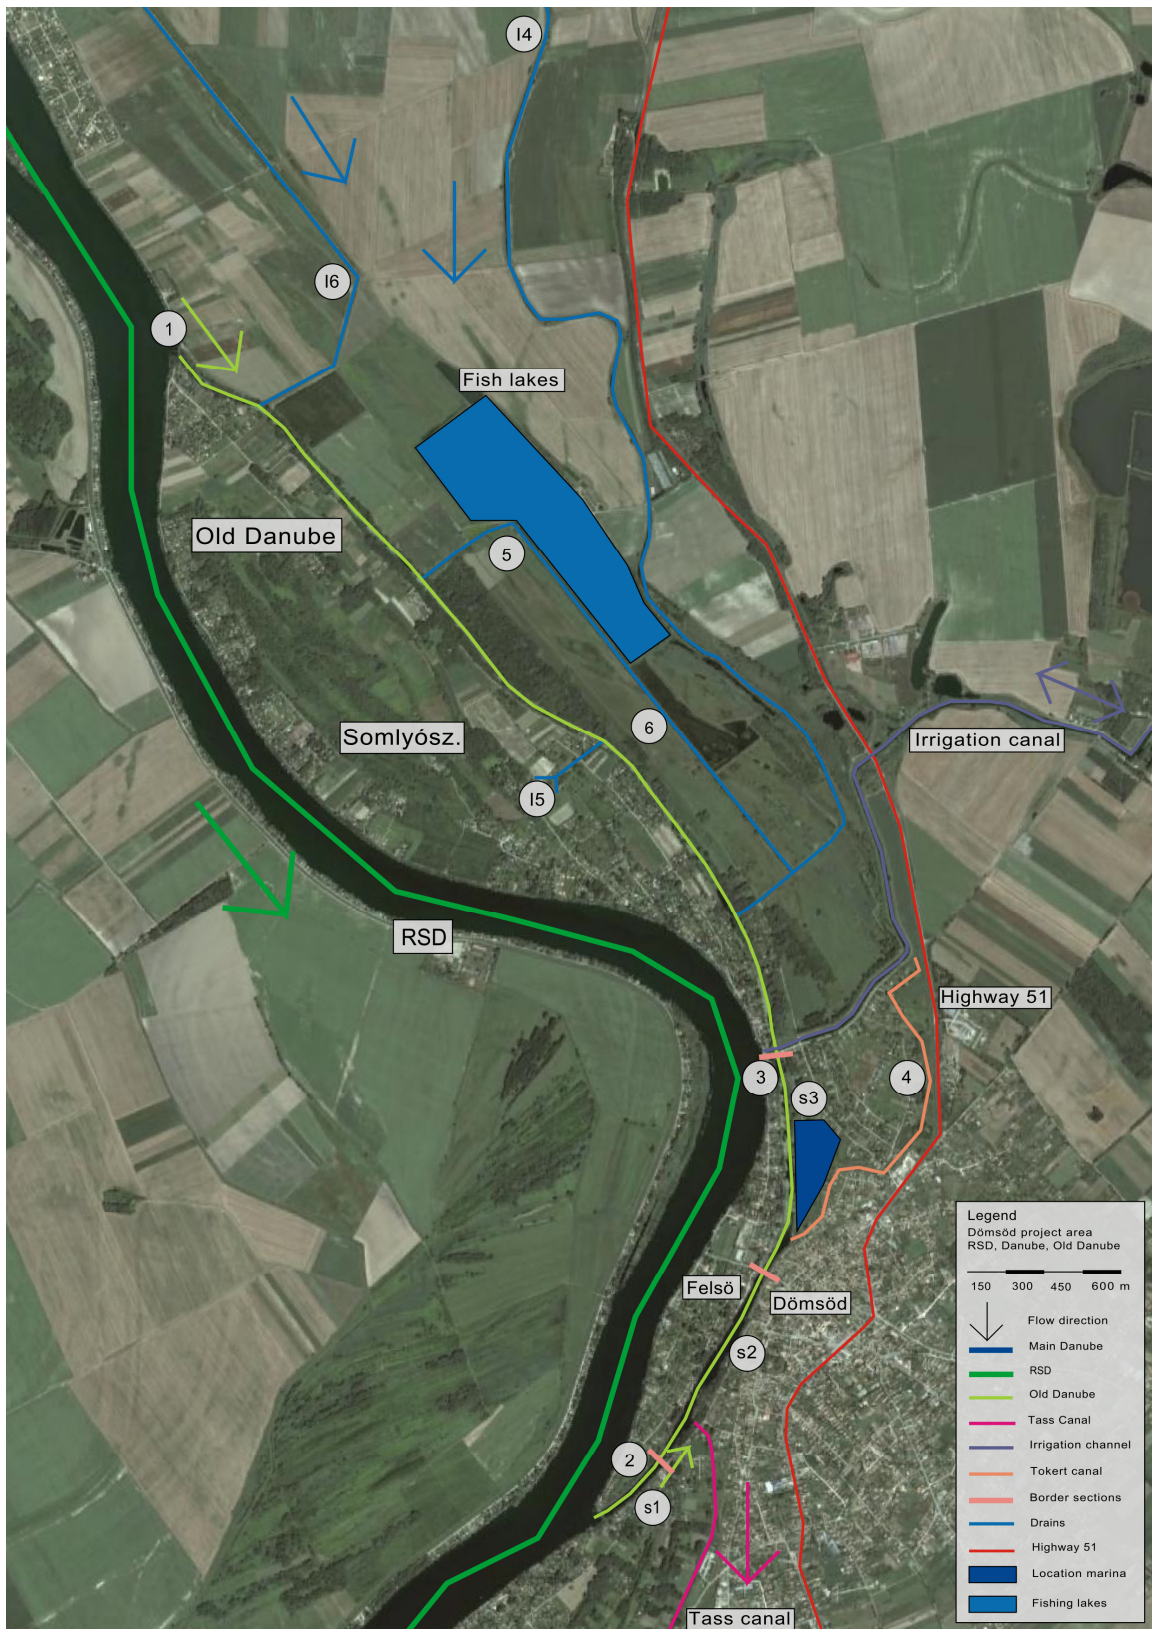 I4
I6
1
Fish lakes
Old Danube
5
Somlyósz.
6
Irrigation canal
I5
RSD
Highway 51
3
4
s3
Felsö
Dömsöd
s2
2
s1
Tass canal
Legend
Dömsöd project area
RSD, Danube, Old Danube
150 300 450 600 m
Flow direction
Main Danube
RSD
Old Danube
Tass Canal
Irrigation channel
Tokert canal
Border sections
Drains
Highway 51
Location marina
Fishing lakes